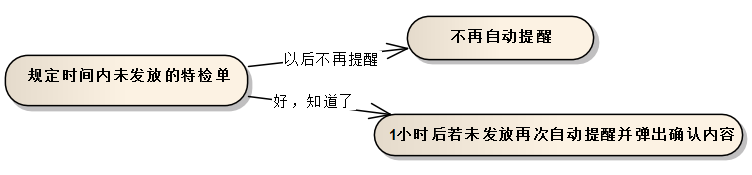 不再自动提醒
以后不再提醒
规定时间内未发放的特检单
好，知道了
1小时后若未发放再次自动提醒并弹出确认内容